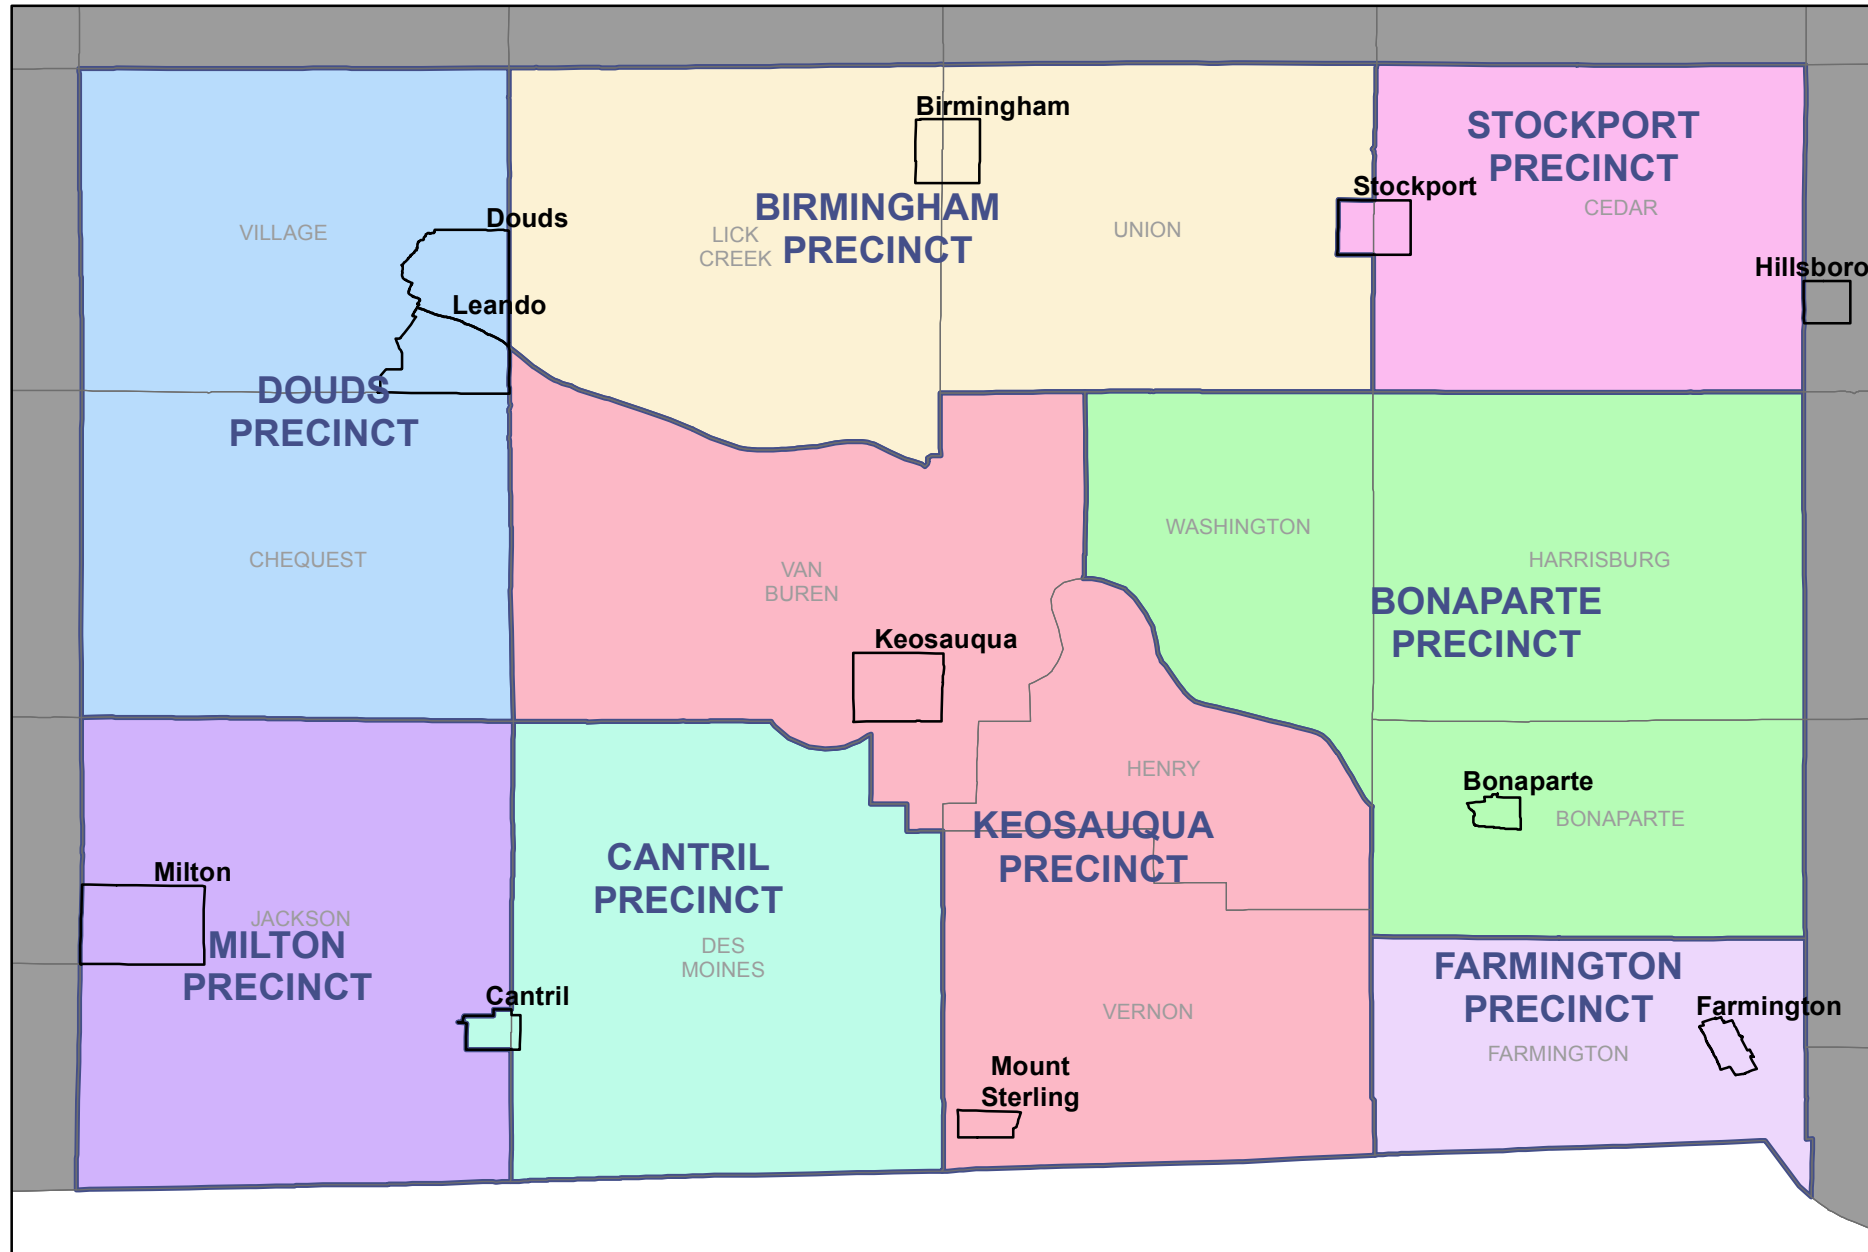 Birmingham
STOCKPORT
PRECINCT
Stockport
CEDAR
BIRMINGHAM
PRECINCT
LICK
CREEK
UNION
VILLAGE
Douds
Leando
Hillsboro
DOUDS
PRECINCT
CHEQUEST
VAN
BUREN
WASHINGTON
HARRISBURG
BONAPARTE
PRECINCT
Keosauqua
HENRY
Bonaparte
BONAPARTE
KEOSAUQUA
PRECINCT
CANTRIL
PRECINCT
Milton
JACKSON
MILTON
PRECINCT
DES
MOINES
Cantril
VERNON
FARMINGTON
PRECINCT
Farmington
FARMINGTON
Mount
Sterling